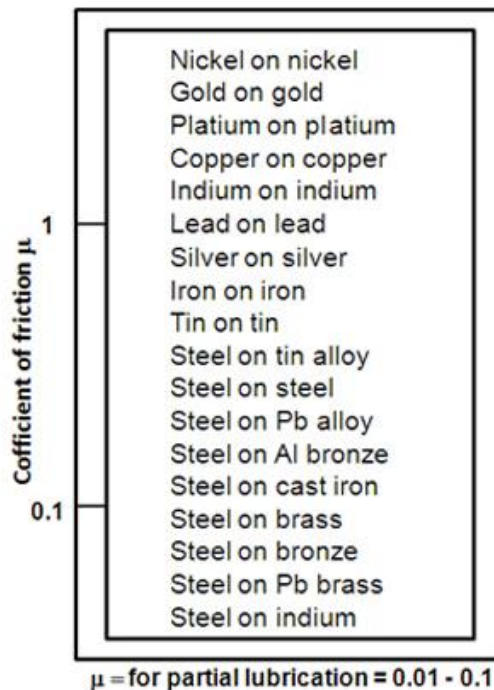 Nickel on nickel
Gold on gold
Platium on platium
Copper on copper
Indium on indium
1
Lead on lead
Silver on silver
Iron on iron
Tin on tin
Steel on tin alloy
Steel on steel
Steel on Pb alloy
Steel on Al bronze
Steel on cast iron
0.1
Steel on brass
Steel on bronze
Steel on Pb brass
Steel on indium
Cofficient of friction µ
µ = for partial lubrication = 0.01 - 0.1